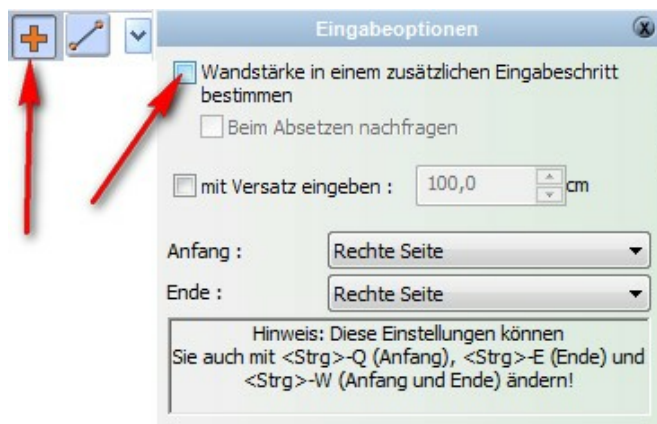 Eingabeoptionen
Wandstärke in einem zusätzlichen Eingabeschritt
bestimmen
Beim Absetzen nachfragen
mit Versatz eingeben : 100,0 cm
Anfang : Rechte Seite
Ende : Rechte Seite
Hinweis: Diese Einstellungen können
Sie auch mit <Strg>-Q (Anfang), <Strg>-E (Ende) und
<Strg>-W (Anfang und Ende) ändern!